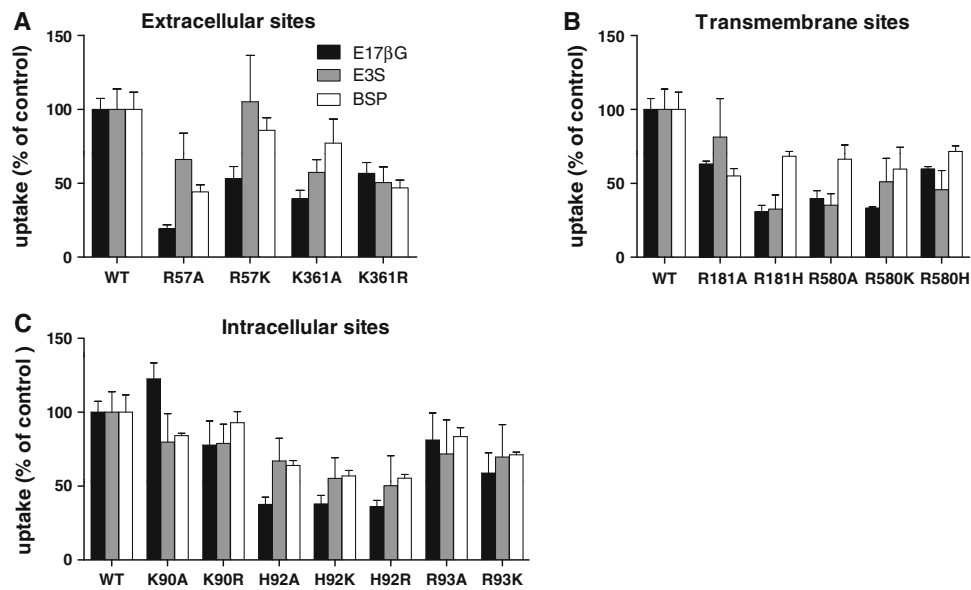 A
Extracellular sites
uptake (% of control)
150
100
50
0
E17βG
E3S
BSP
WT R57A R57K K361A K361R
B
Transmembrane sites
uptake (% of control)
150
100
50
0
WT R181A R181H R580A R580K R580H
C
Intracellular sites
uptake (% of control )
150
100
50
0
WT K90A K90R H92A H92K H92R R93A R93K